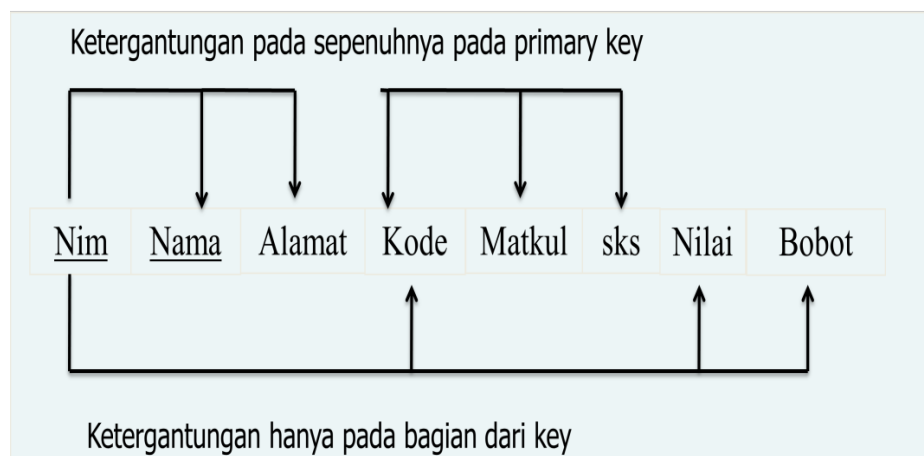 Ketergantungan pada sepenuhnya pada primary key
Nim Nama Alamat Kode Matkul sks Nilai Bobot
Ketergantungan hanya pada bagian dari key